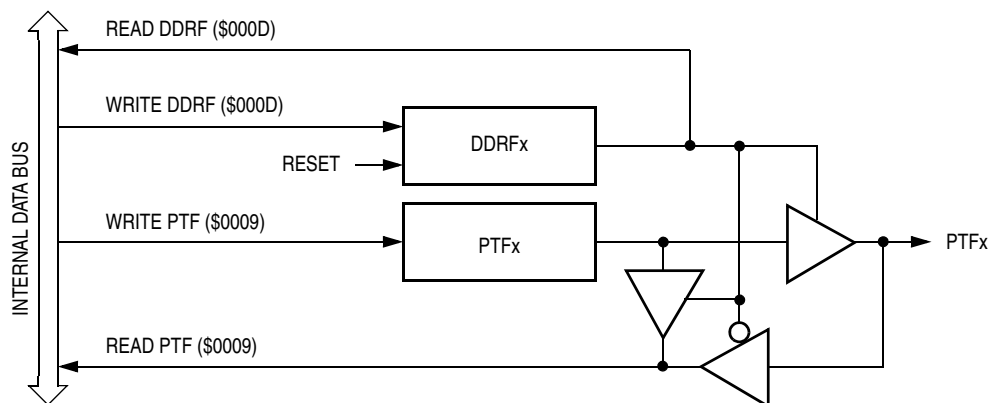 READ DDRF ($000D)
WRITE DDRF ($000D)
DDRFx
RESET
WRITE PTF ($0009)
PTFx
PTFx
READ PTF ($0009)
INTERNAL DATA BUS